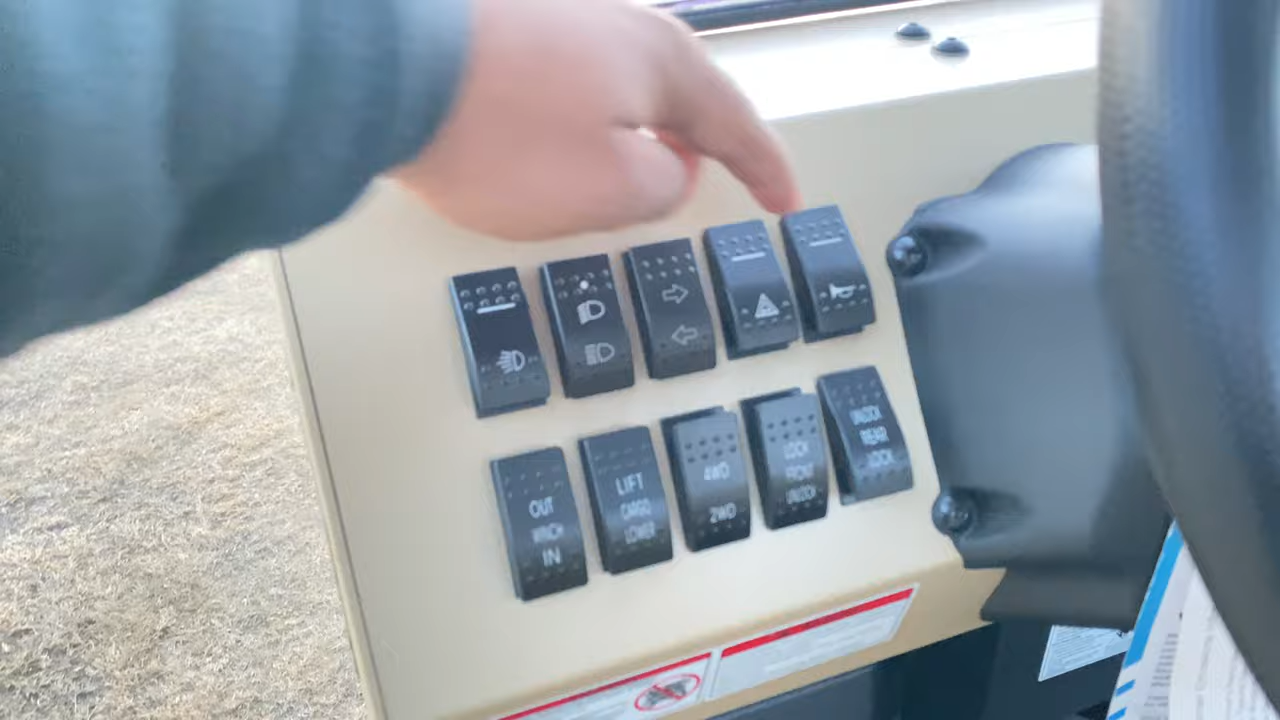 OUT
WINCH
IN
LIFT
CARGO
LOWER
4WD
2WD
LOCK
FRONT
UNLOCK
UNLOCK
REAR
LOCK